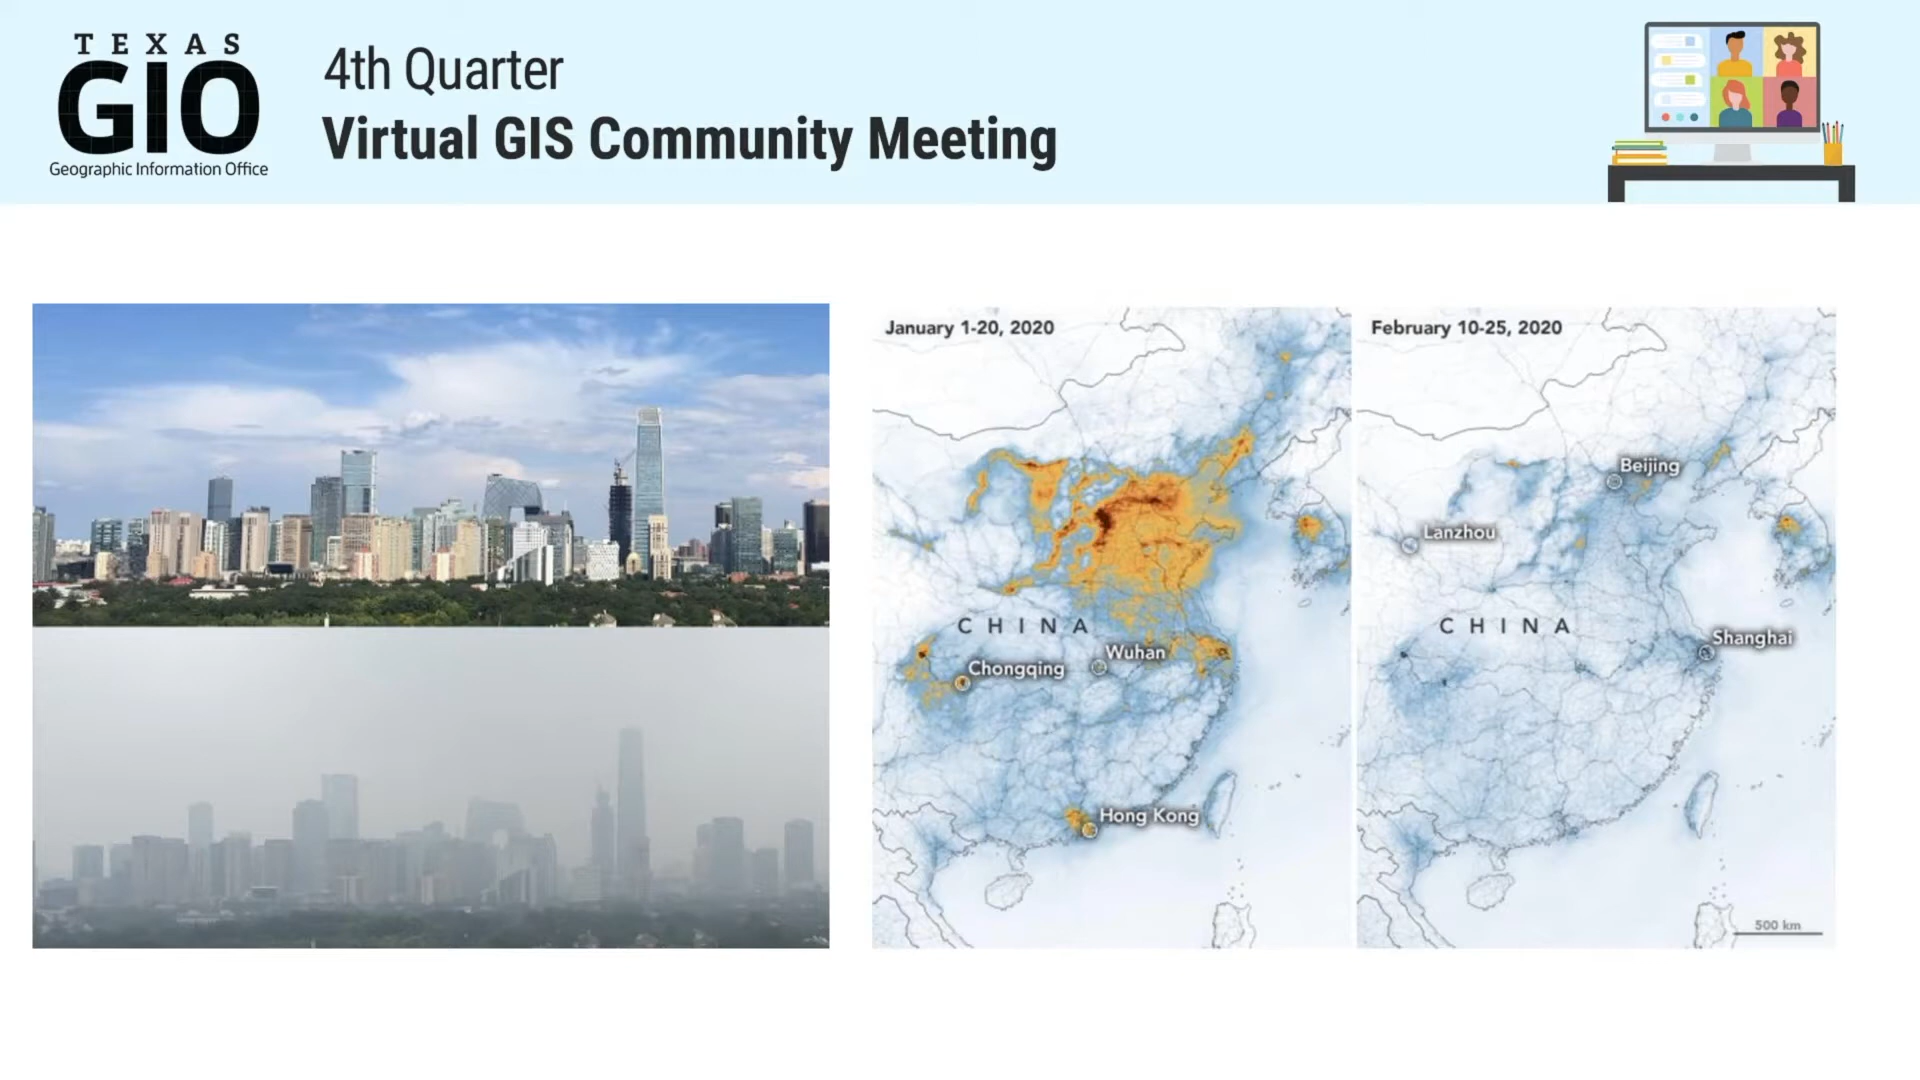 TEXAS
GIO
Geographic Information Office
4th Quarter
Virtual GIS Community Meeting
January 1-20, 2020
CHINA
Chongqing
Wuhan
Hong Kong
February 10-25, 2020
Beijing
Lanzhou
CHINA
Shanghai
500 km